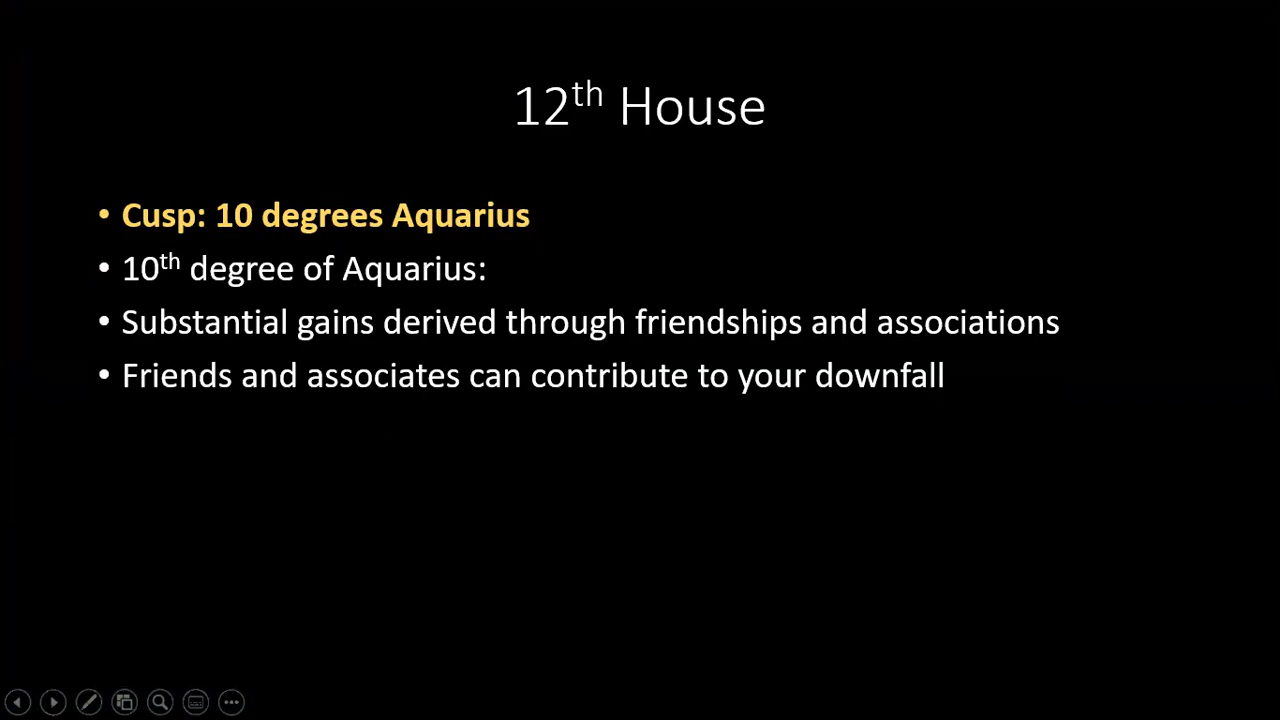 12th House
• Cusp: 10 degrees Aquarius
• 10th degree of Aquarius:
• Substantial gains derived through friendships and associations
• Friends and associates can contribute to your downfall